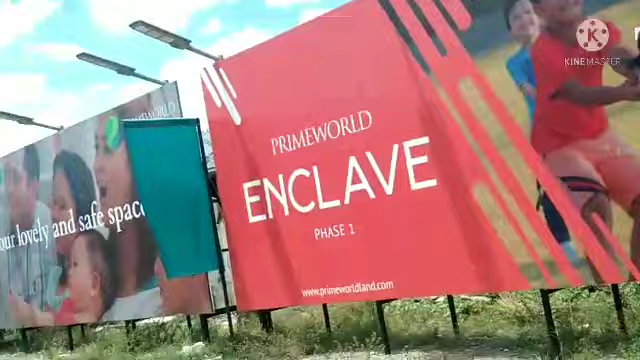 KINEMASTER
PRIMEWORLD
ENCLAVE
PHASE 1
our lovely and safe space
www.primeworldland.com